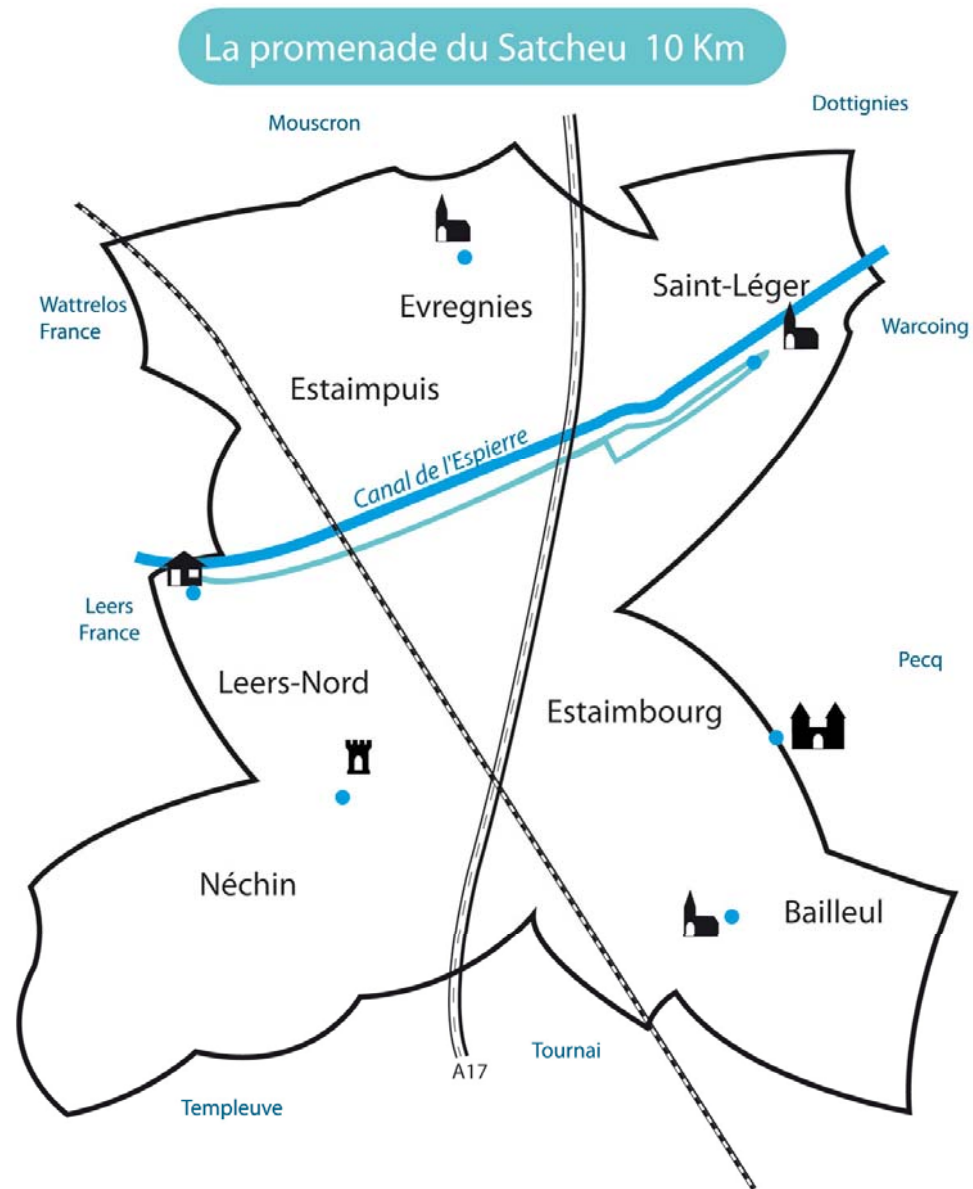 La promenade du Satcheu 10 Km
Dottignies
Mouscron
Saint-Léger
Wattrelos
France
Evregnies
Warcoing
Estaimpuis
Canal de l'Espierre
Leers
France
Pecq
Leers-Nord
Estaimbourg
Néchin
Bailleul
Tournai
A17
Templeuve